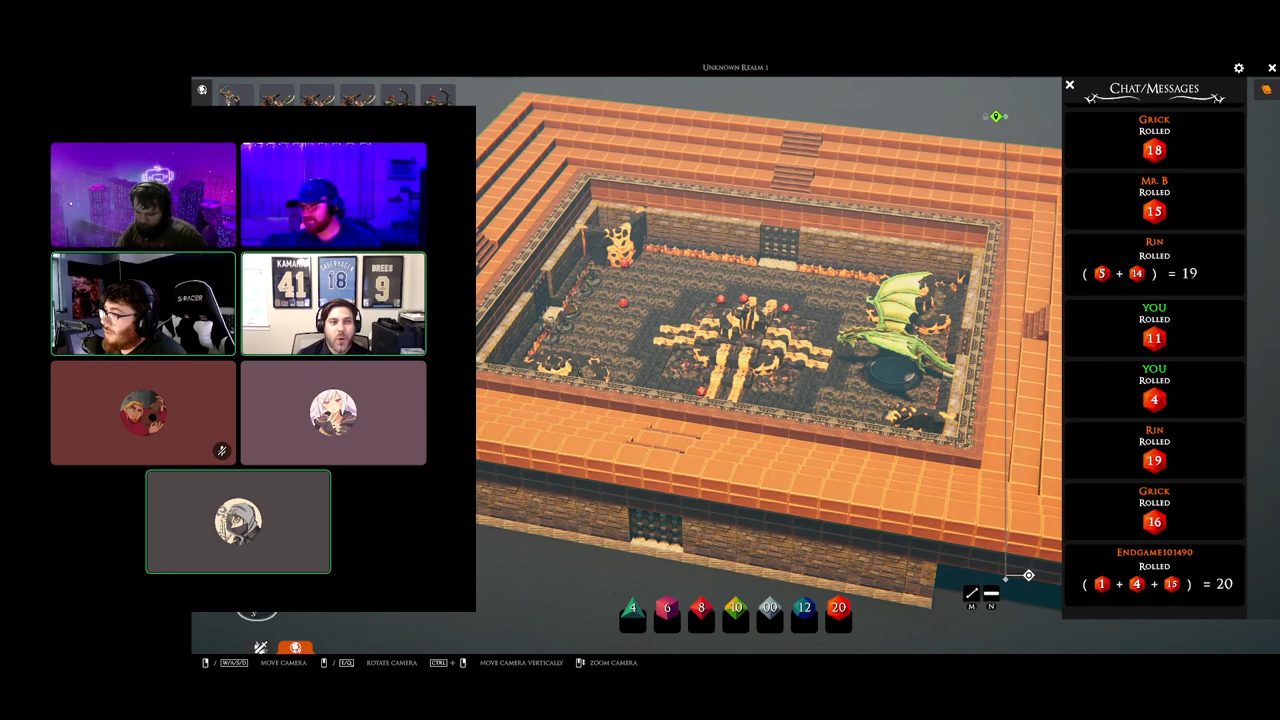 Unknown Realm 1
Chat/Messages
Grick
Rolled
18
Mr. B
Rolled
15
Rin
Rolled
( 5 + 14 ) = 19
YOU
Rolled
11
YOU
Rolled
4
Rin
Rolled
19
Grick
Rolled
16
Endgame101490
Rolled
( 1 + 4 + 15 ) = 20
41
18
DREES
9
S-RACER
4
6
8
10
00
12
20
M
N
/ W/A/S/D MOVE CAMERA / E/Q ROTATE CAMERA CTRL + MOVE CAMERA VERTICALLY ZOOM CAMERA